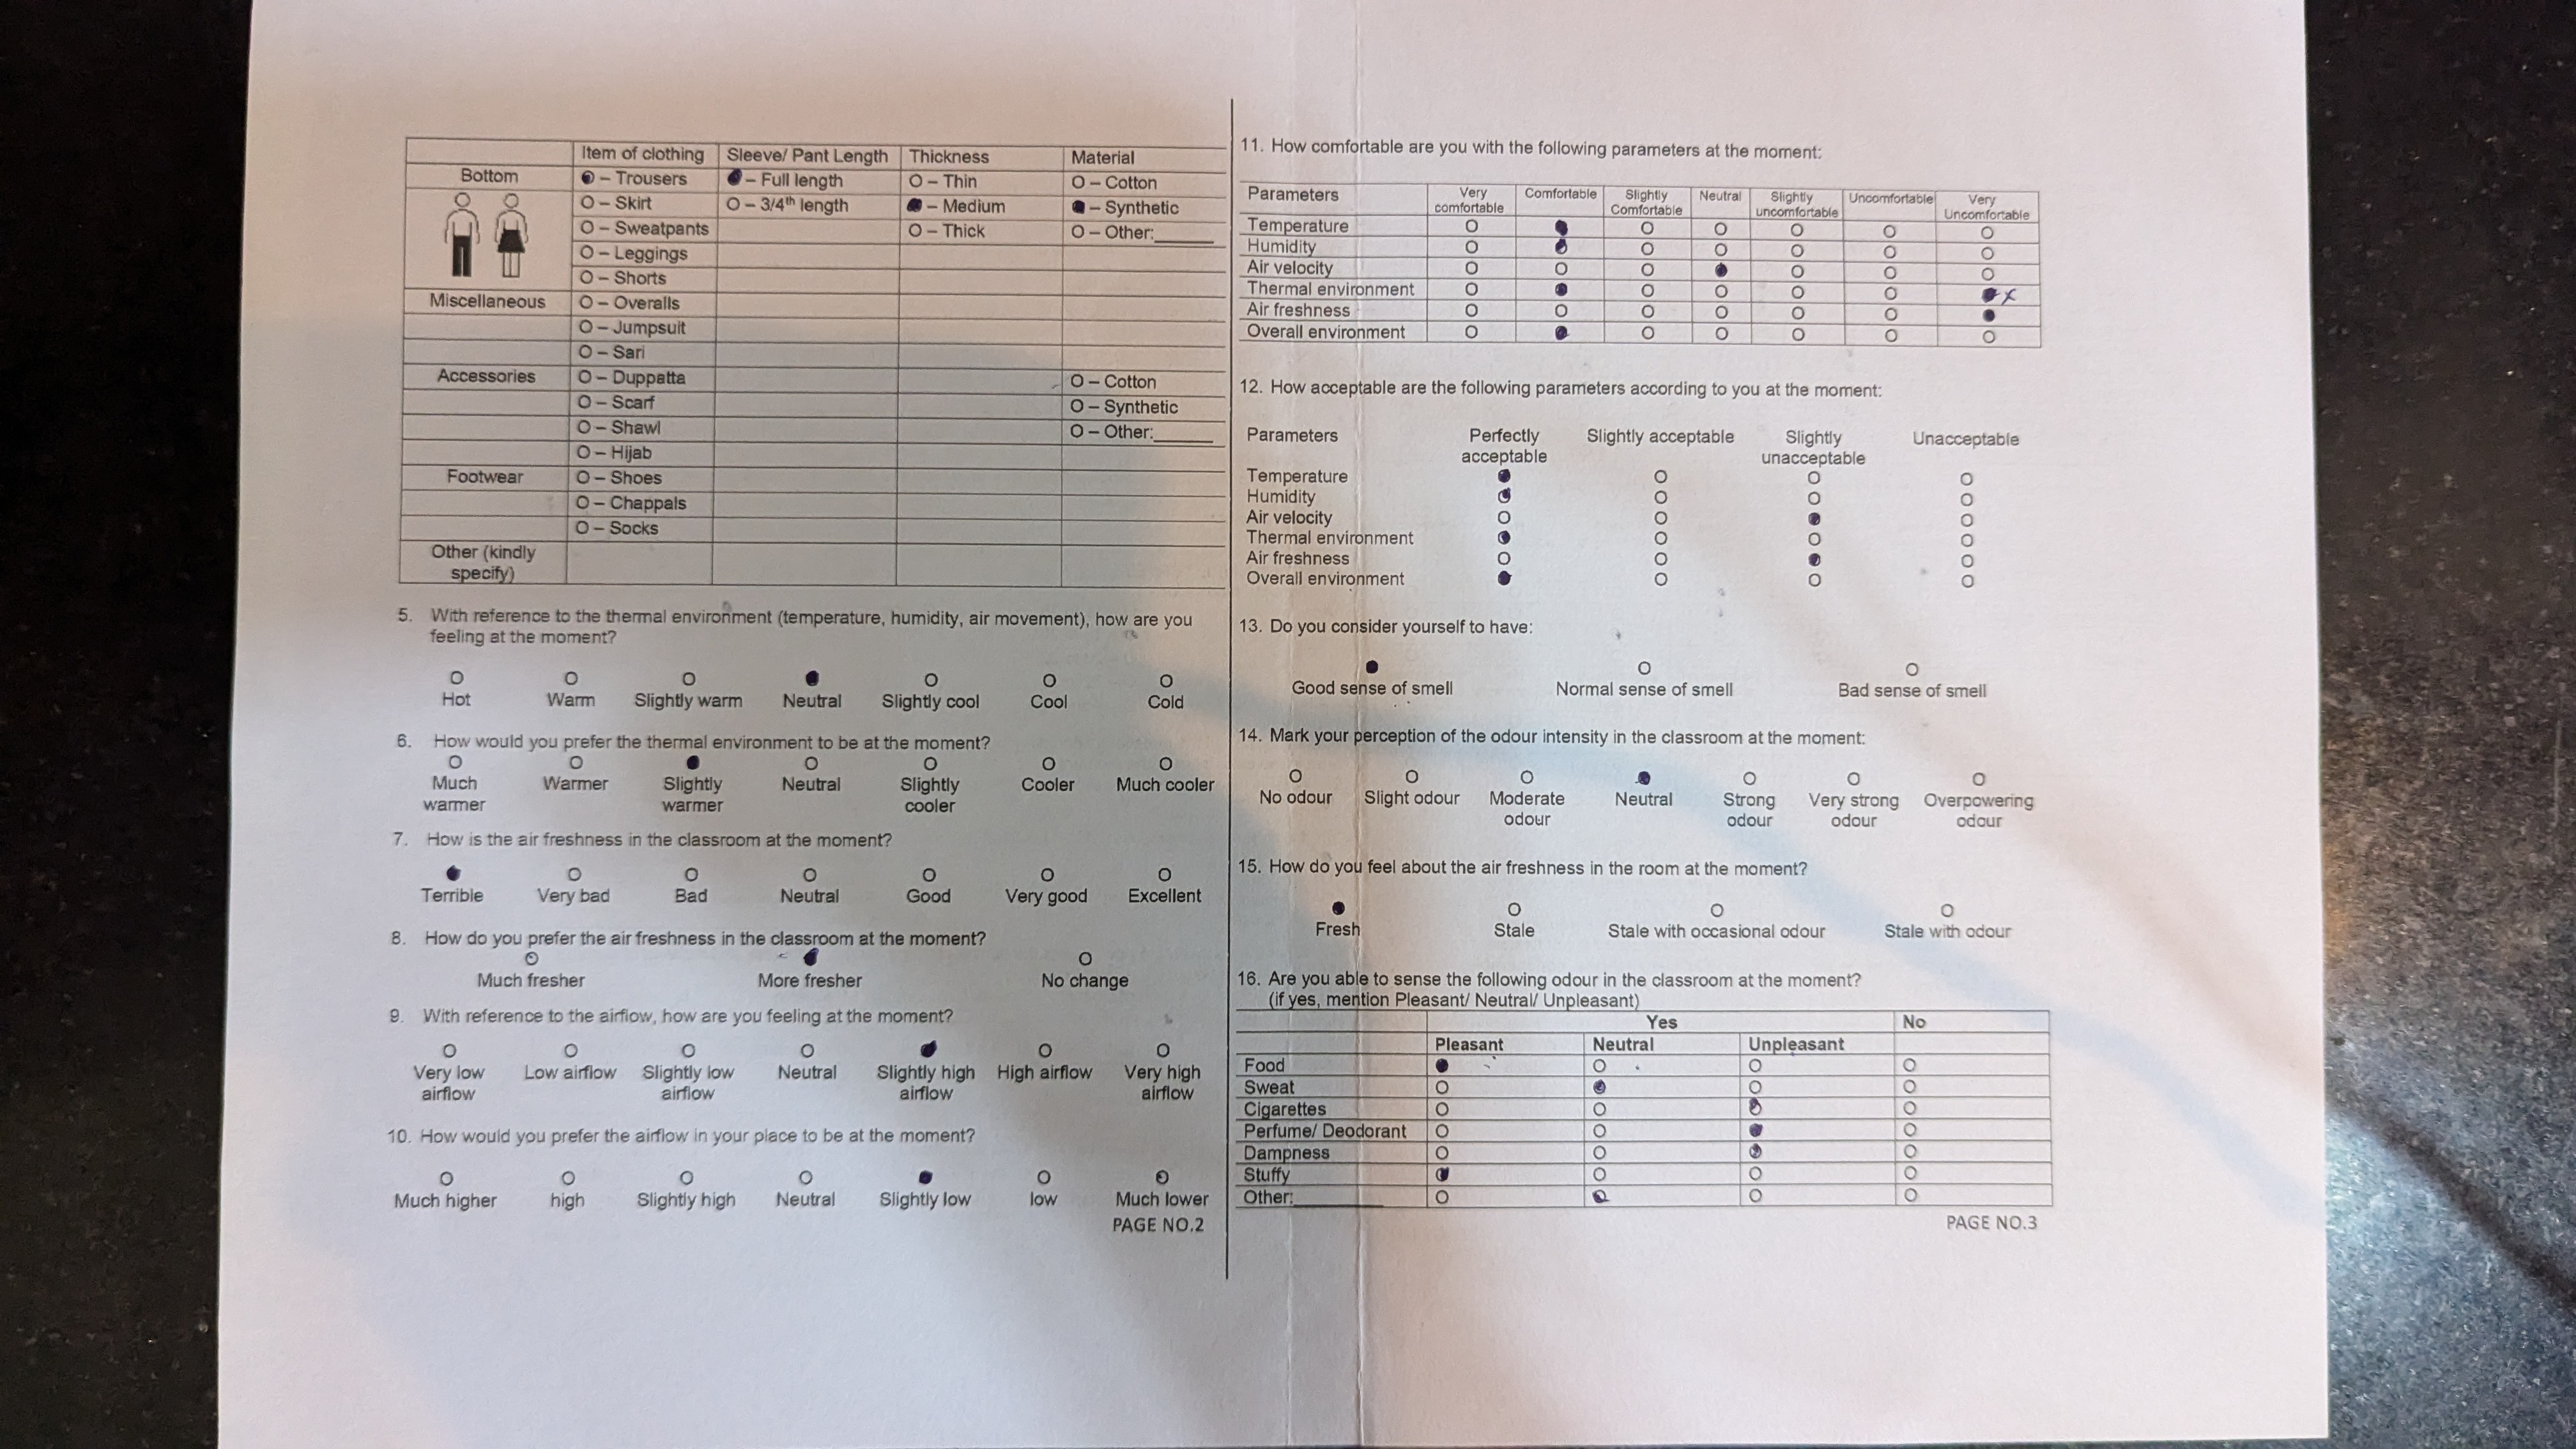 Item of clothing Sleeve/ Pant Length Thickness Material
Bottom ● – Trousers ● – Full length O – Thin O – Cotton
O – Skirt O – 3/4th length ● – Medium ● – Synthetic
O – Sweatpants O – Thick O – Other:______
O – Leggings
O – Shorts
Miscellaneous O – Overalls
O – Jumpsuit
O – Sari
Accessories O – Duppatta O – Cotton
O – Scarf O – Synthetic
O – Shawl O – Other:______
O – Hijab
Footwear O – Shoes
O – Chappals
O – Socks
Other (kindly
specify)
5. With reference to the thermal environment (temperature, humidity, air movement), how are you
feeling at the moment?
O O O ● O O O
Hot Warm Slightly warm Neutral Slightly cool Cool Cold
6. How would you prefer the thermal environment to be at the moment?
O O ● O O O O
Much Warmer Slightly Neutral Slightly Cooler Much cooler
warmer warmer cooler
7. How is the air freshness in the classroom at the moment?
● O O O O O O
Terrible Very bad Bad Neutral Good Very good Excellent
8. How do you prefer the air freshness in the classroom at the moment?
O ● O
Much fresher More fresher No change
9. With reference to the airflow, how are you feeling at the moment?
O O O O ● O O
Very low Low airflow Slightly low Neutral Slightly high High airflow Very high
airflow airflow airflow airflow
10. How would you prefer the airflow in your place to be at the moment?
O O O O ● O O
Much higher high Slightly high Neutral Slightly low low Much lower
PAGE NO.2
11. How comfortable are you with the following parameters at the moment:
Parameters Very Comfortable Slightly Neutral Slightly Uncomfortable Very
comfortable Comfortable uncomfortable Uncomfortable
Temperature O ● O O O O O
Humidity O ● O O O O O
Air velocity O O O ● O O O
Thermal environment O ● O O O O ● x
Air freshness O O O O O O ●
Overall environment O ● O O O O O
12. How acceptable are the following parameters according to you at the moment:
Parameters Perfectly Slightly acceptable Slightly Unacceptable
acceptable unacceptable
Temperature ● O O O
Humidity ● O O O
Air velocity O O ● O
Thermal environment ● O O O
Air freshness O O ● O
Overall environment ● O O O
13. Do you consider yourself to have:
● O O
Good sense of smell Normal sense of smell Bad sense of smell
14. Mark your perception of the odour intensity in the classroom at the moment:
O O O ● O O O
No odour Slight odour Moderate Neutral Strong Very strong Overpowering
odour odour odour odour
15. How do you feel about the air freshness in the room at the moment?
● O O O
Fresh Stale Stale with occasional odour Stale with odour
16. Are you able to sense the following odour in the classroom at the moment?
(if yes, mention Pleasant/ Neutral/ Unpleasant)
Yes No
Pleasant Neutral Unpleasant
Food ● O O O
Sweat O ● O O
Cigarettes O O ● O
Perfume/ Deodorant O O ● O
Dampness O O ● O
Stuffy ● O O O
Other:________ O ● O O
PAGE NO.3